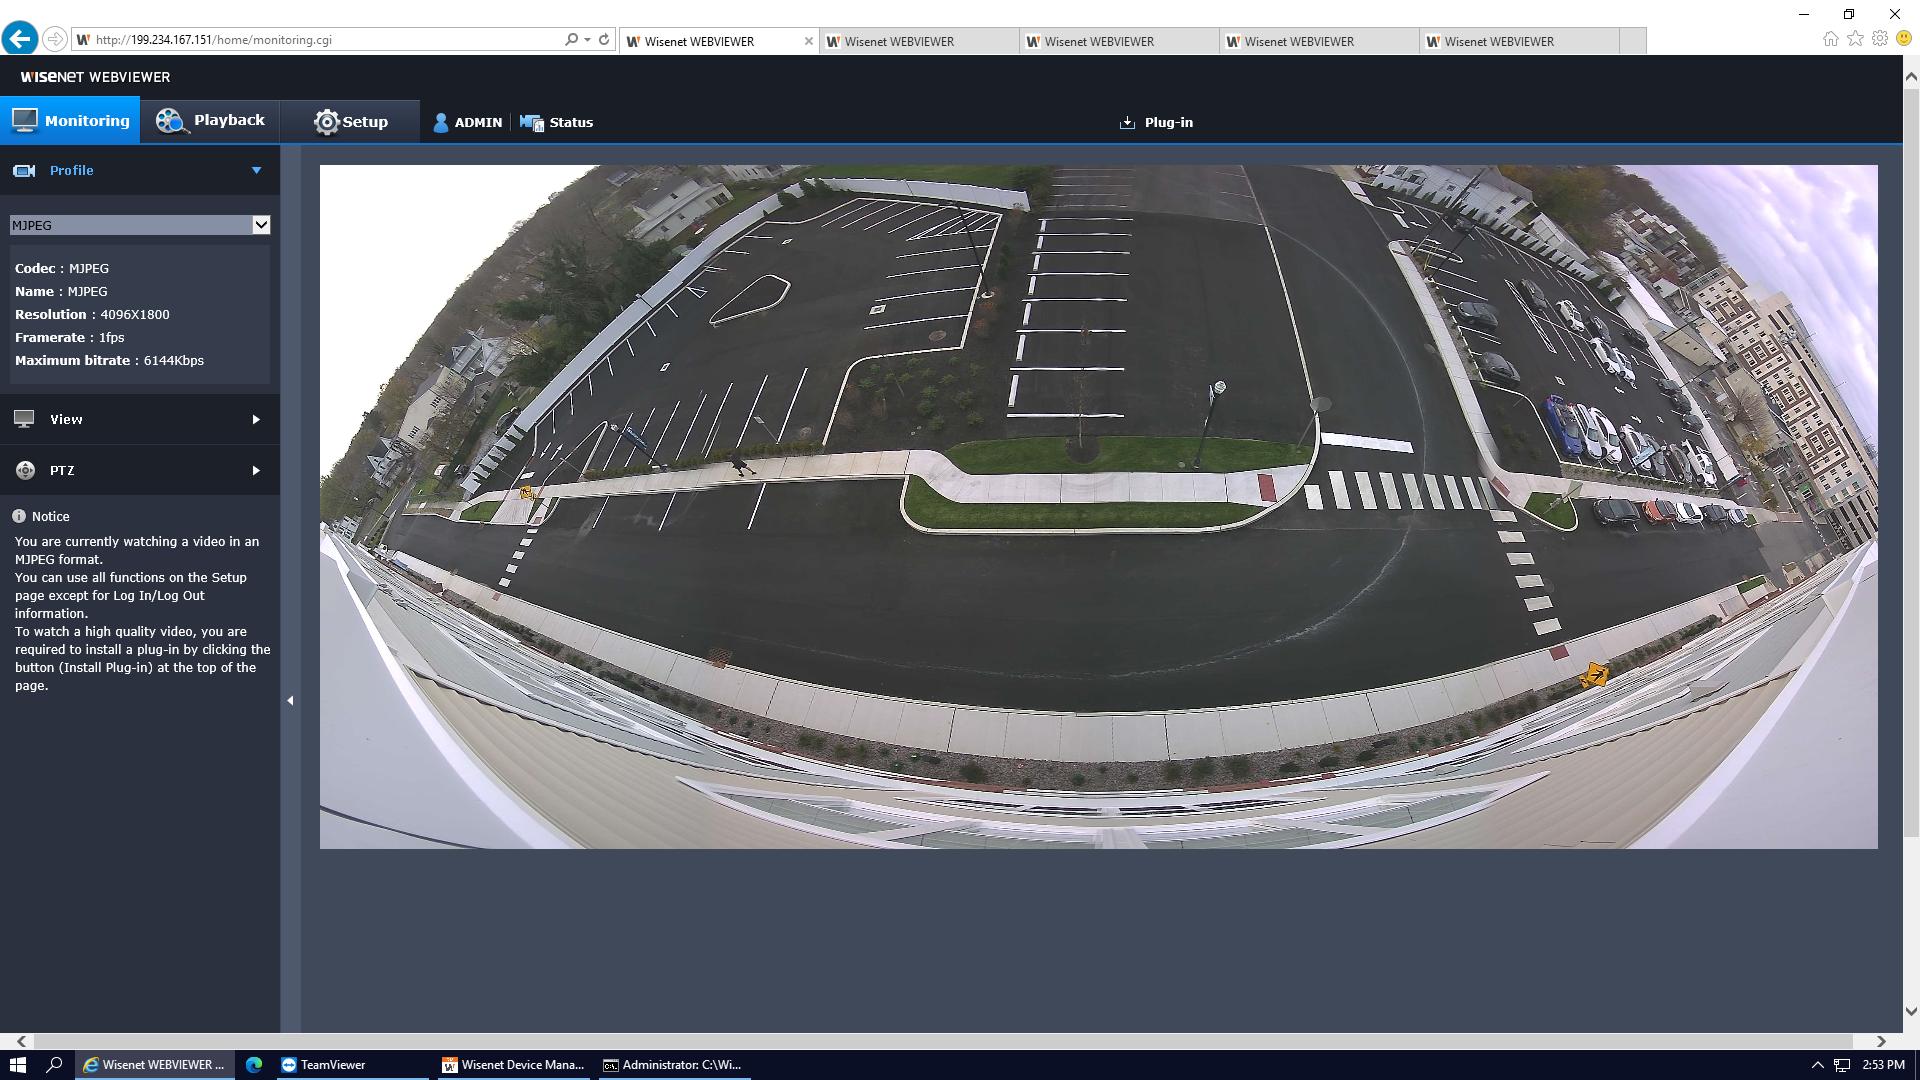 http://199.234.167.151/home/monitoring.cgi
Wisenet WEBVIEWER
Wisenet WEBVIEWER
Wisenet WEBVIEWER
Wisenet WEBVIEWER
Wisenet WEBVIEWER
WISENET WEBVIEWER
Monitoring
Playback
Setup
ADMIN
Status
Plug-in
Profile
MJPEG
Codec : MJPEG
Name : MJPEG
Resolution : 4096X1800
Framerate : 1fps
Maximum bitrate : 6144Kbps
View
PTZ
Notice
You are currently watching a video in an
MJPEG format.
You can use all functions on the Setup
page except for Log In/Log Out
information.
To watch a high quality video, you are
required to install a plug-in by clicking the
button (Install Plug-in) at the top of the
page.
Wisenet WEBVIEWER ...
TeamViewer
Wisenet Device Mana...
Administrator: C:\Wi...
2:53 PM